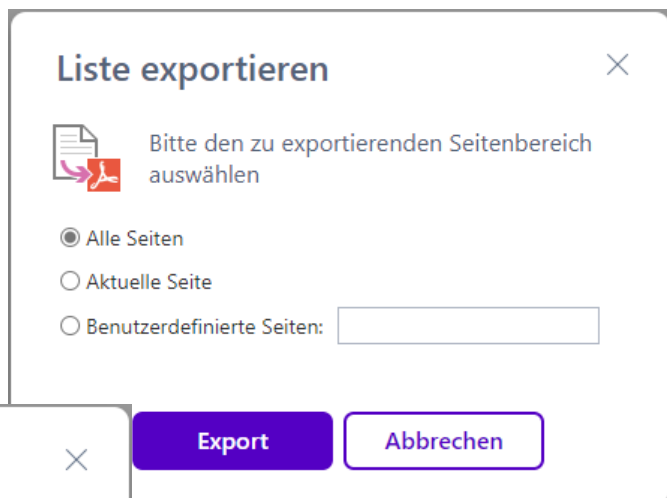 Liste exportieren
Bitte den zu exportierenden Seitenbereich
auswählen
Alle Seiten
Aktuelle Seite
Benutzerdefinierte Seiten:
Export
Abbrechen